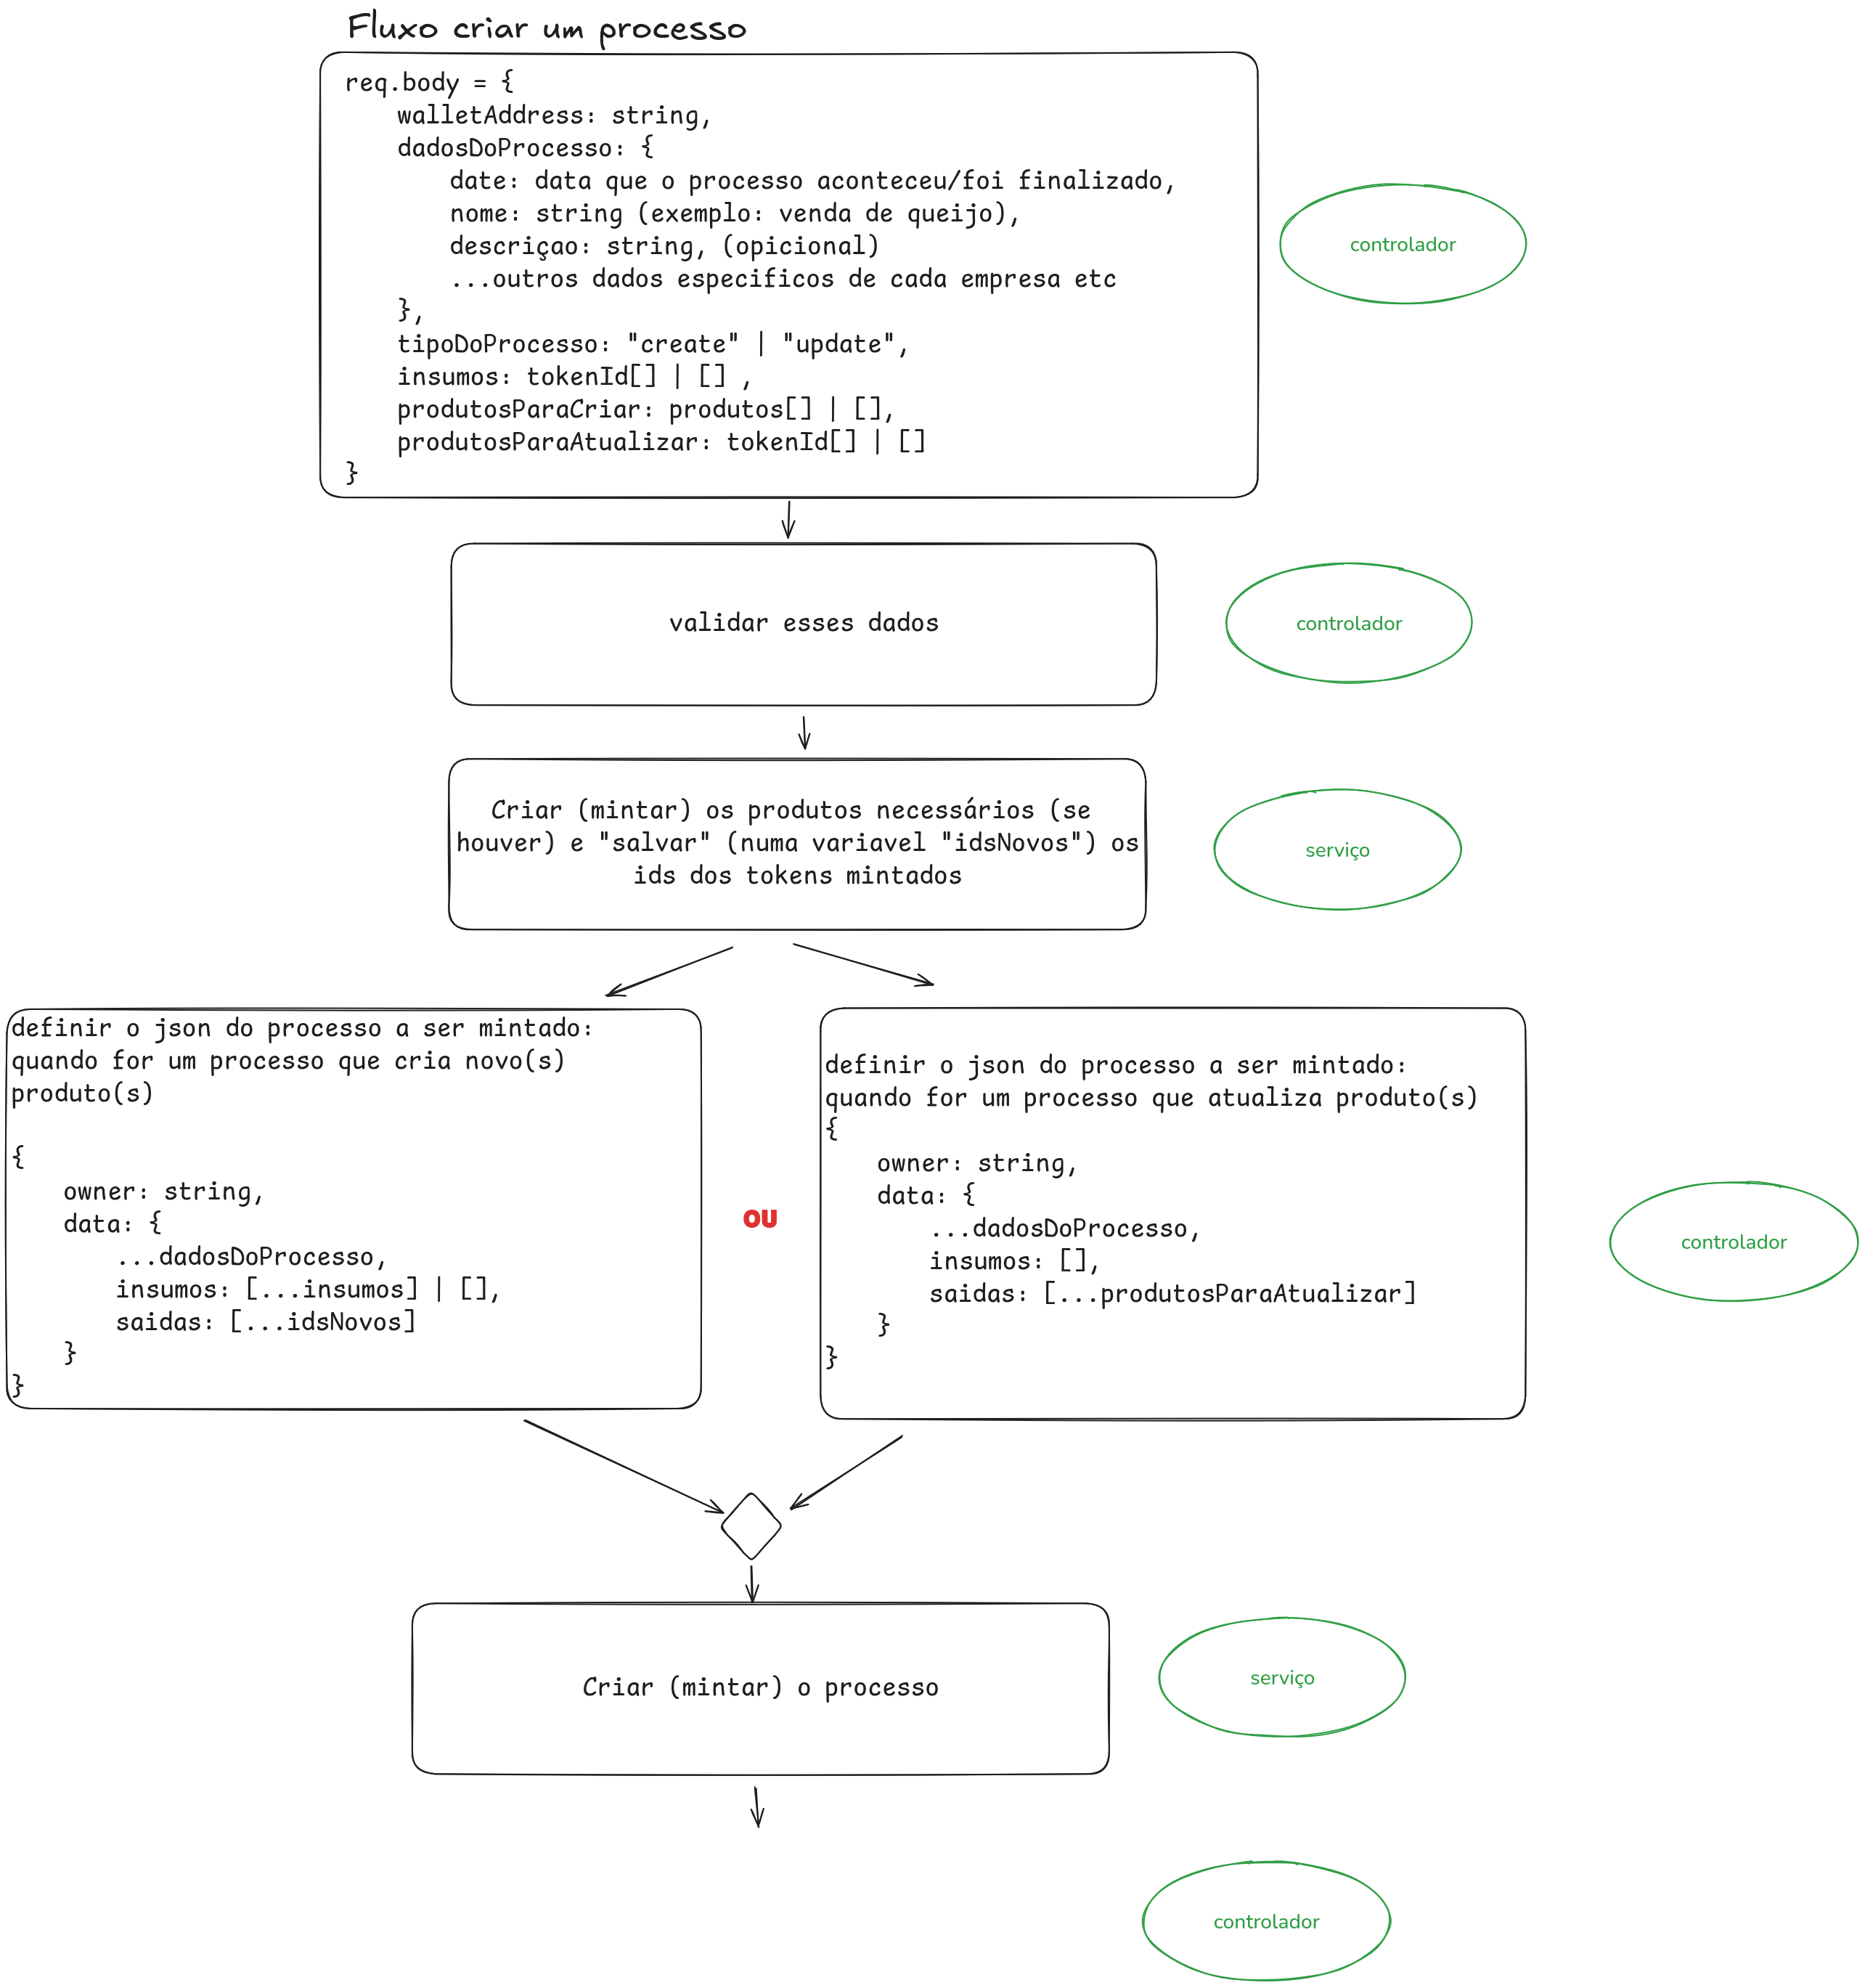 Fluxo criar um processo
req.body = {
walletAddress: string,
dadosDoProcesso: {
date: data que o processo aconteceu/foi finalizado,
nome: string (exemplo: venda de queijo),
descriçao: string, (opicional)
...outros dados especificos de cada empresa etc
},
tipoDoProcesso: "create" | "update",
insumos: tokenId[] | [] ,
produtosParaCriar: produtos[] | [],
produtosParaAtualizar: tokenId[] | []
}
controlador
validar esses dados
controlador
Criar (mintar) os produtos necessários (se
houver) e "salvar" (numa variavel "idsNovos") os
ids dos tokens mintados
serviço
definir o json do processo a ser mintado:
quando for um processo que cria novo(s)
produto(s)
{
owner: string,
data: {
...dadosDoProcesso,
insumos: [...insumos] | [],
saidas: [...idsNovos]
}
}
ou
definir o json do processo a ser mintado:
quando for um processo que atualiza produto(s)
{
owner: string,
data: {
...dadosDoProcesso,
insumos: [],
saidas: [...produtosParaAtualizar]
}
}
controlador
Criar (mintar) o processo
serviço
controlador